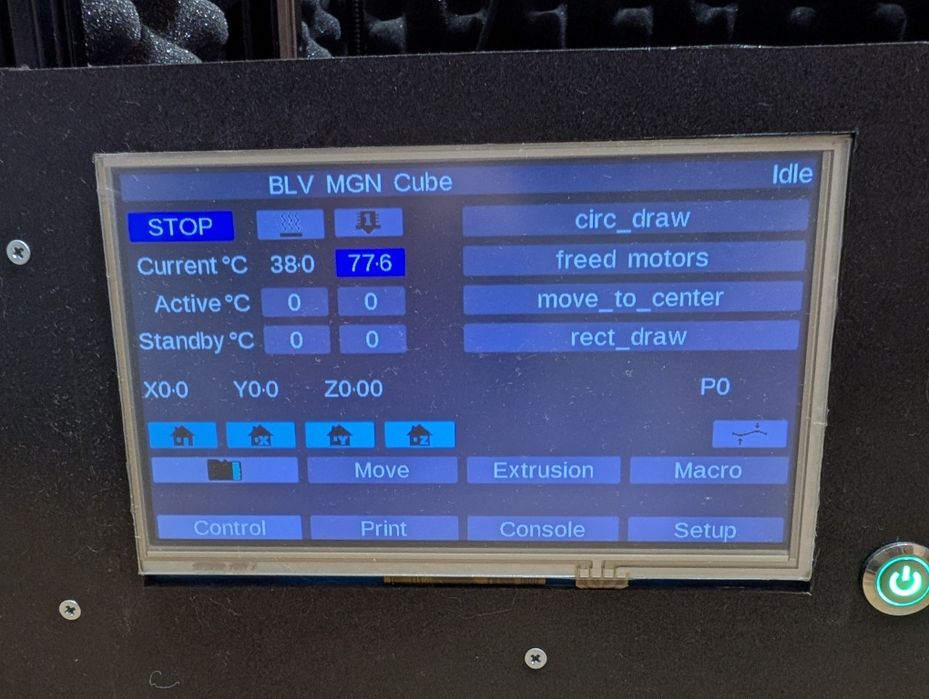 BLV MGN Cube Idle
STOP 1 circ_draw
Current °C 38·0 77·6 freed motors
Active °C 0 0 move_to_center
Standby °C 0 0 rect_draw
X0·0 Y0·0 Z0·00 P0
X Y Z
Move Extrusion Macro
Control Print Console Setup